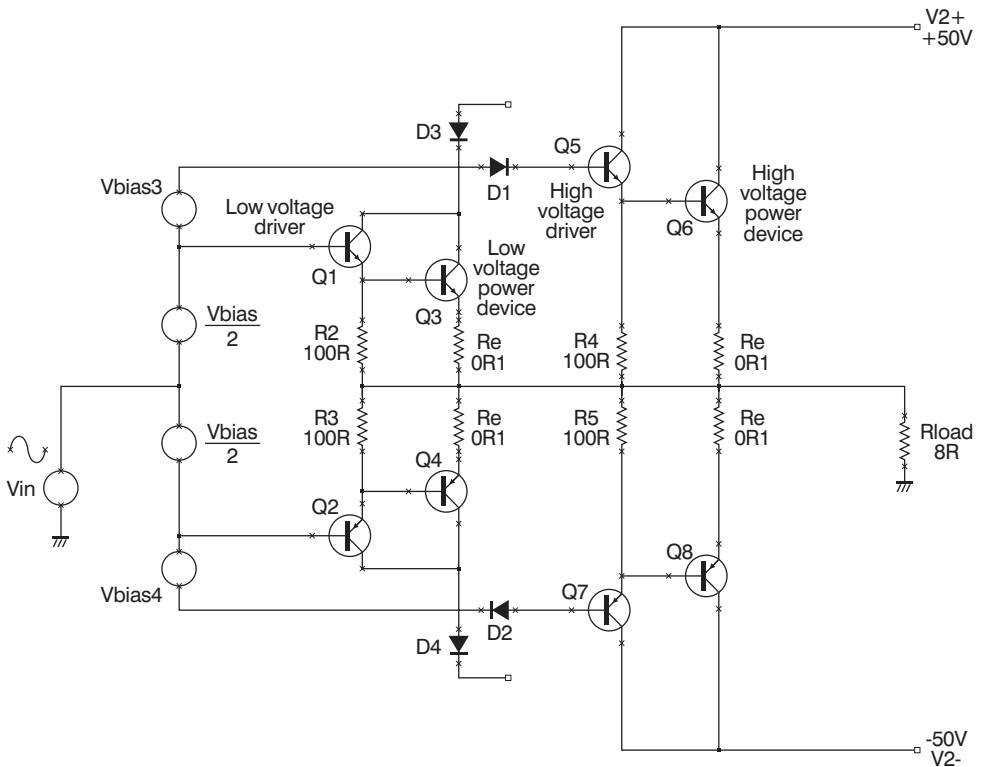 V2+
+50V
D3
Q5
Vbias3
D1
High
voltage
power
device
Low voltage
driver
High
voltage
driver
Q6
Low
voltage
power
device
Q1
Q3
Vbias
2
R2
100R
Re
0R1
R4
100R
Re
0R1
Vbias
2
R3
100R
Re
0R1
R5
100R
Re
0R1
Rload
8R
Vin
Q4
Q2
Q8
Q7
Vbias4
D2
D4
-50V
V2-